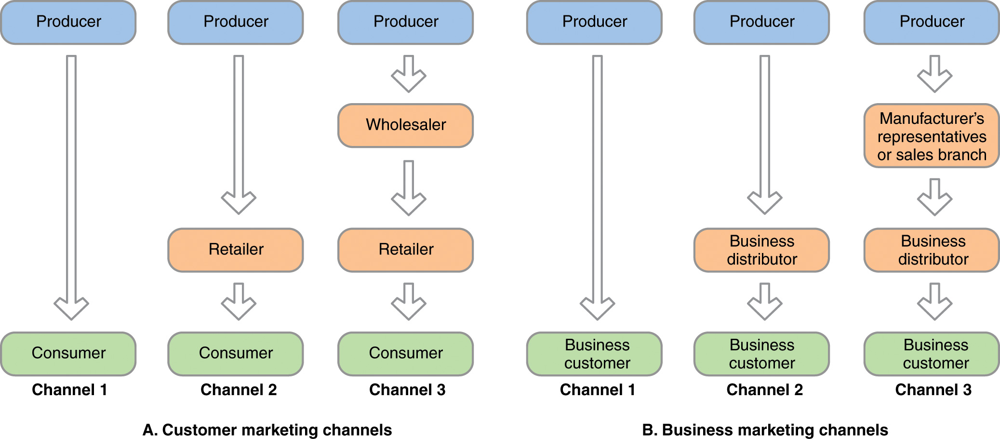 Producer
Producer
Producer
Producer
Producer
Producer
Wholesaler
Manufacturer’s
representatives
or sales branch
Retailer
Retailer
Business
distributor
Business
distributor
Consumer
Consumer
Consumer
Business
customer
Business
customer
Business
customer
Channel 1
Channel 2
Channel 3
Channel 1
Channel 2
Channel 3
A. Customer marketing channels
B. Business marketing channels